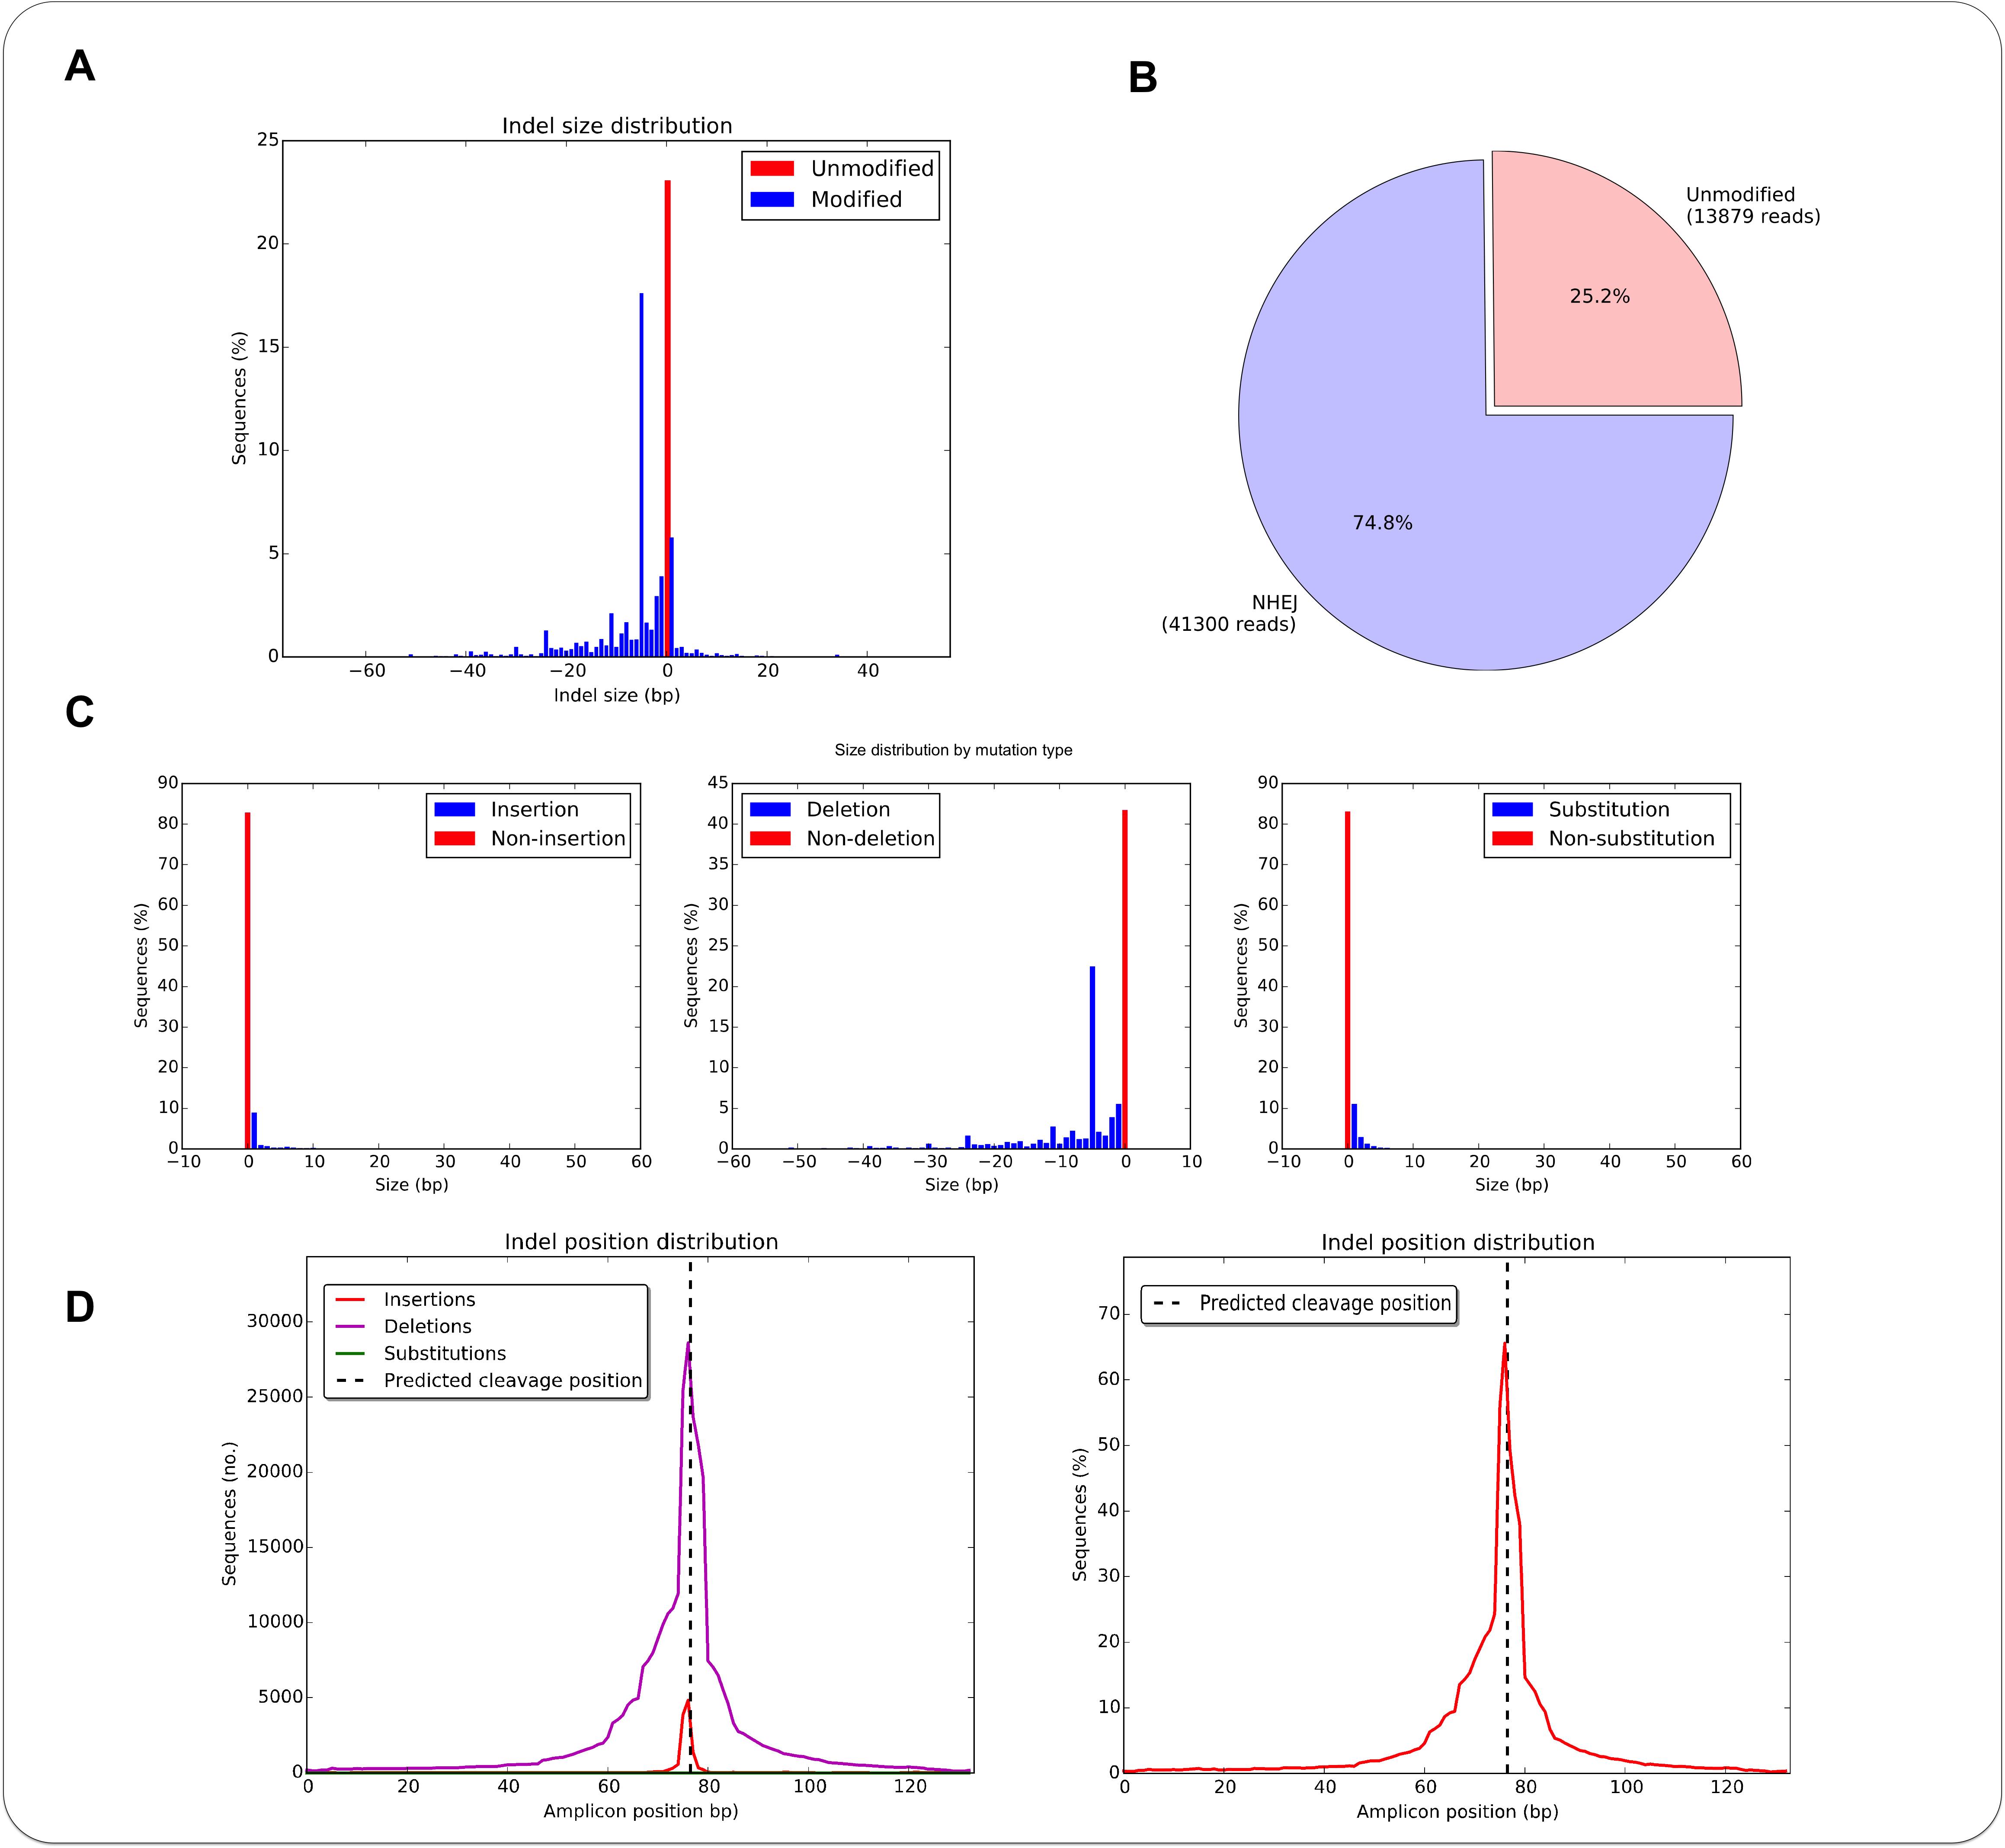 A
B
Indel size distribution
25
20
15
10
5
0
Sequences (%)
Unmodified
Modified
−60
−40
−20
0
20
40
Indel size (bp)
Unmodified
(13879 reads)
25.2%
74.8%
NHEJ
(41300 reads)
C
Size distribution by mutation type
90
80
70
60
50
40
30
20
10
0
Sequences (%)
Insertion
Non-insertion
−10
0
10
20
30
40
50
60
Size (bp)
45
40
35
30
25
20
15
10
5
0
Sequences (%)
Deletion
Non-deletion
−60
−50
−40
−30
−20
−10
0
10
Size (bp)
90
80
70
60
50
40
30
20
10
0
Sequences (%)
Substitution
Non-substitution
−10
0
10
20
30
40
50
60
Size (bp)
D
Indel position distribution
30000
25000
20000
15000
10000
5000
0
Sequences (no.)
Insertions
Deletions
Substitutions
Predicted cleavage position
0
20
40
60
80
100
120
Amplicon position bp)
Indel position distribution
70
60
50
40
30
20
10
0
Sequences (%)
Predicted cleavage position
0
20
40
60
80
100
120
Amplicon position (bp)